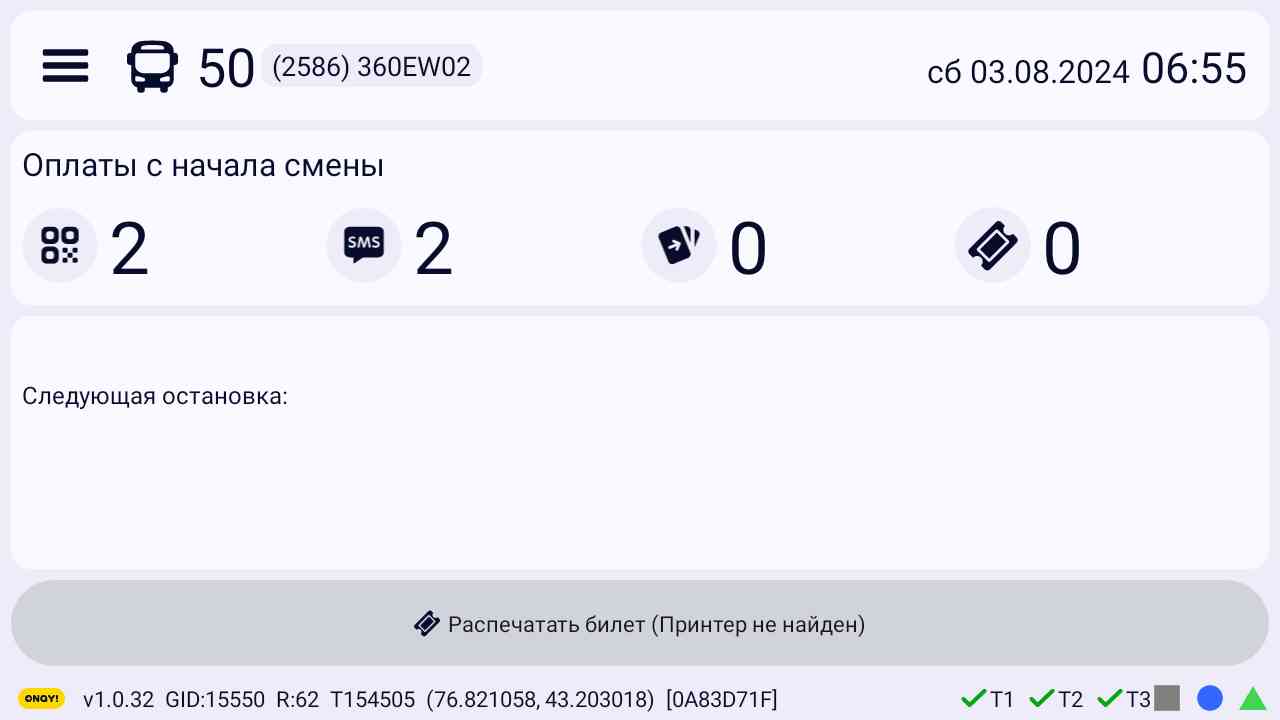 50 (2586) 360EW02 сб 03.08.2024 06:55
Оплаты с начала смены
2 SMS 2 0 0
Следующая остановка:
Распечатать билет (Принтер не найден)
ONAY! v1.0.32 GID:15550 R:62 T154505 (76.821058, 43.203018) [0A83D71F] T1 T2 T3